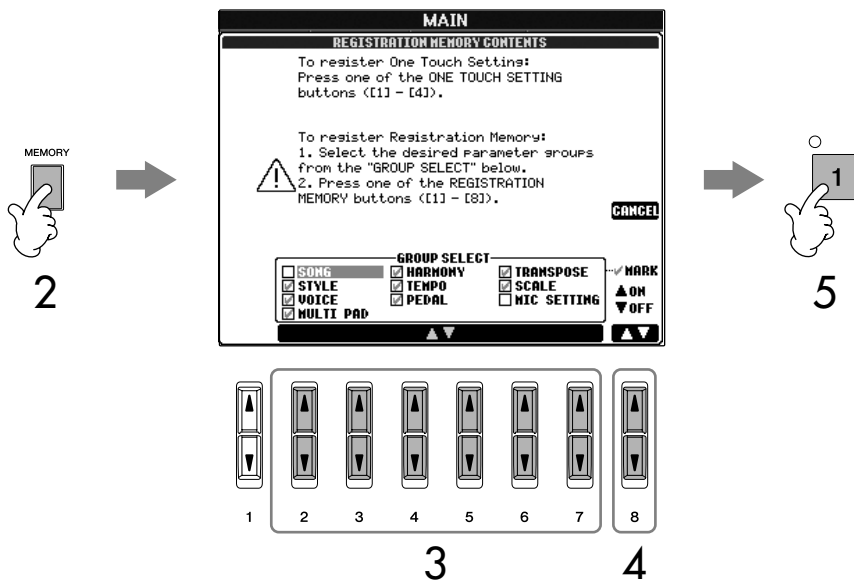 MAIN
REGISTRATION MEMORY CONTENTS
To register One Touch Setting:
Press one of the ONE TOUCH SETTING
buttons ([1] - [4]).
To register Registration Memory:
1. Select the desired parameter groups
from the "GROUP SELECT" below.
2. Press one of the REGISTRATION
MEMORY buttons ([1] - [8]).
CANCEL
GROUP SELECT
SONG HARMONY TRANSPOSE
STYLE TEMPO SCALE
VOICE PEDAL MIC SETTING
MULTI PAD
MARK
▲ON
▼OFF
▲▼ ▲▼
MEMORY
2
1
5
1 2 3 4 5 6 7 8
3 4